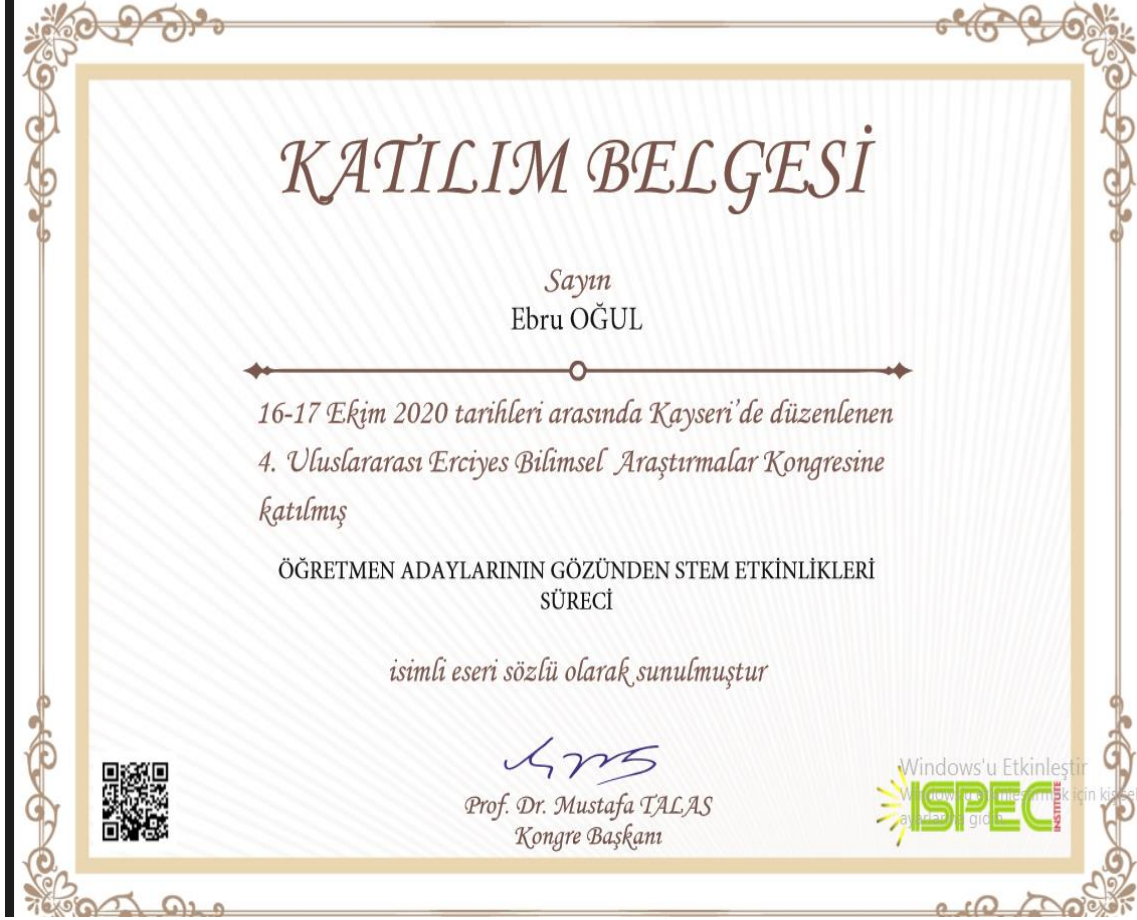 KATILIM BELGESİ
Sayın
Ebru OĞUL
16-17 Ekim 2020 tarihleri arasında Kayseri'de düzenlenen
4. Uluslararası Erciyes Bilimsel Araştırmalar Kongresine
katılmış
ÖĞRETMEN ADAYLARININ GÖZÜNDEN STEM ETKİNLİKLERİ
SÜRECİ
isimli eseri sözlü olarak sunulmuştur
Prof. Dr. Mustafa TALAS
Kongre Başkanı
ISPEC
INSTITUTE
Windows'u Etkinleştir